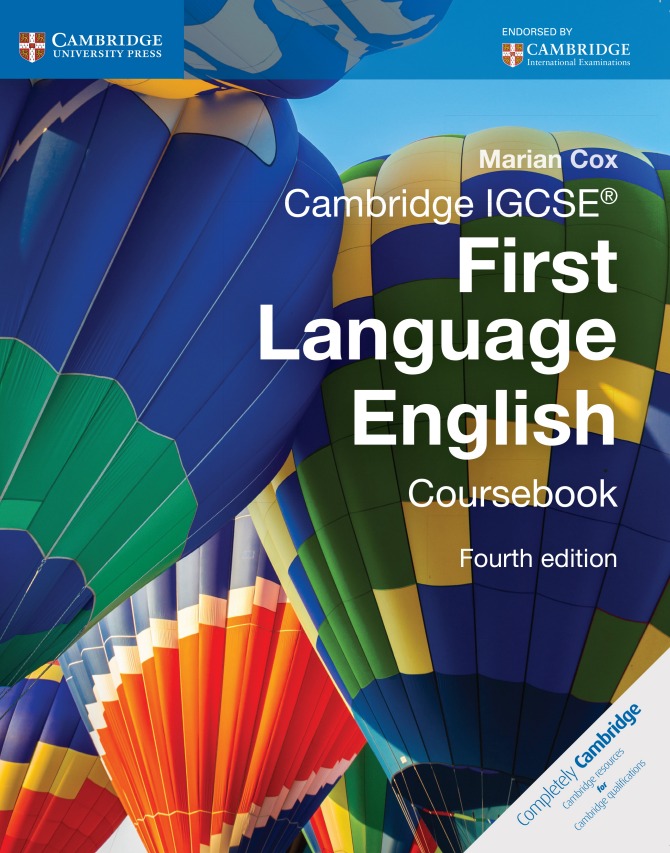 CAMBRIDGE
UNIVERSITY PRESS
ENDORSED BY
CAMBRIDGE
International Examinations
Marian Cox
Cambridge IGCSE®
First
Language
English
Coursebook
Fourth edition
Completely Cambridge
Cambridge resources
for
Cambridge qualifications